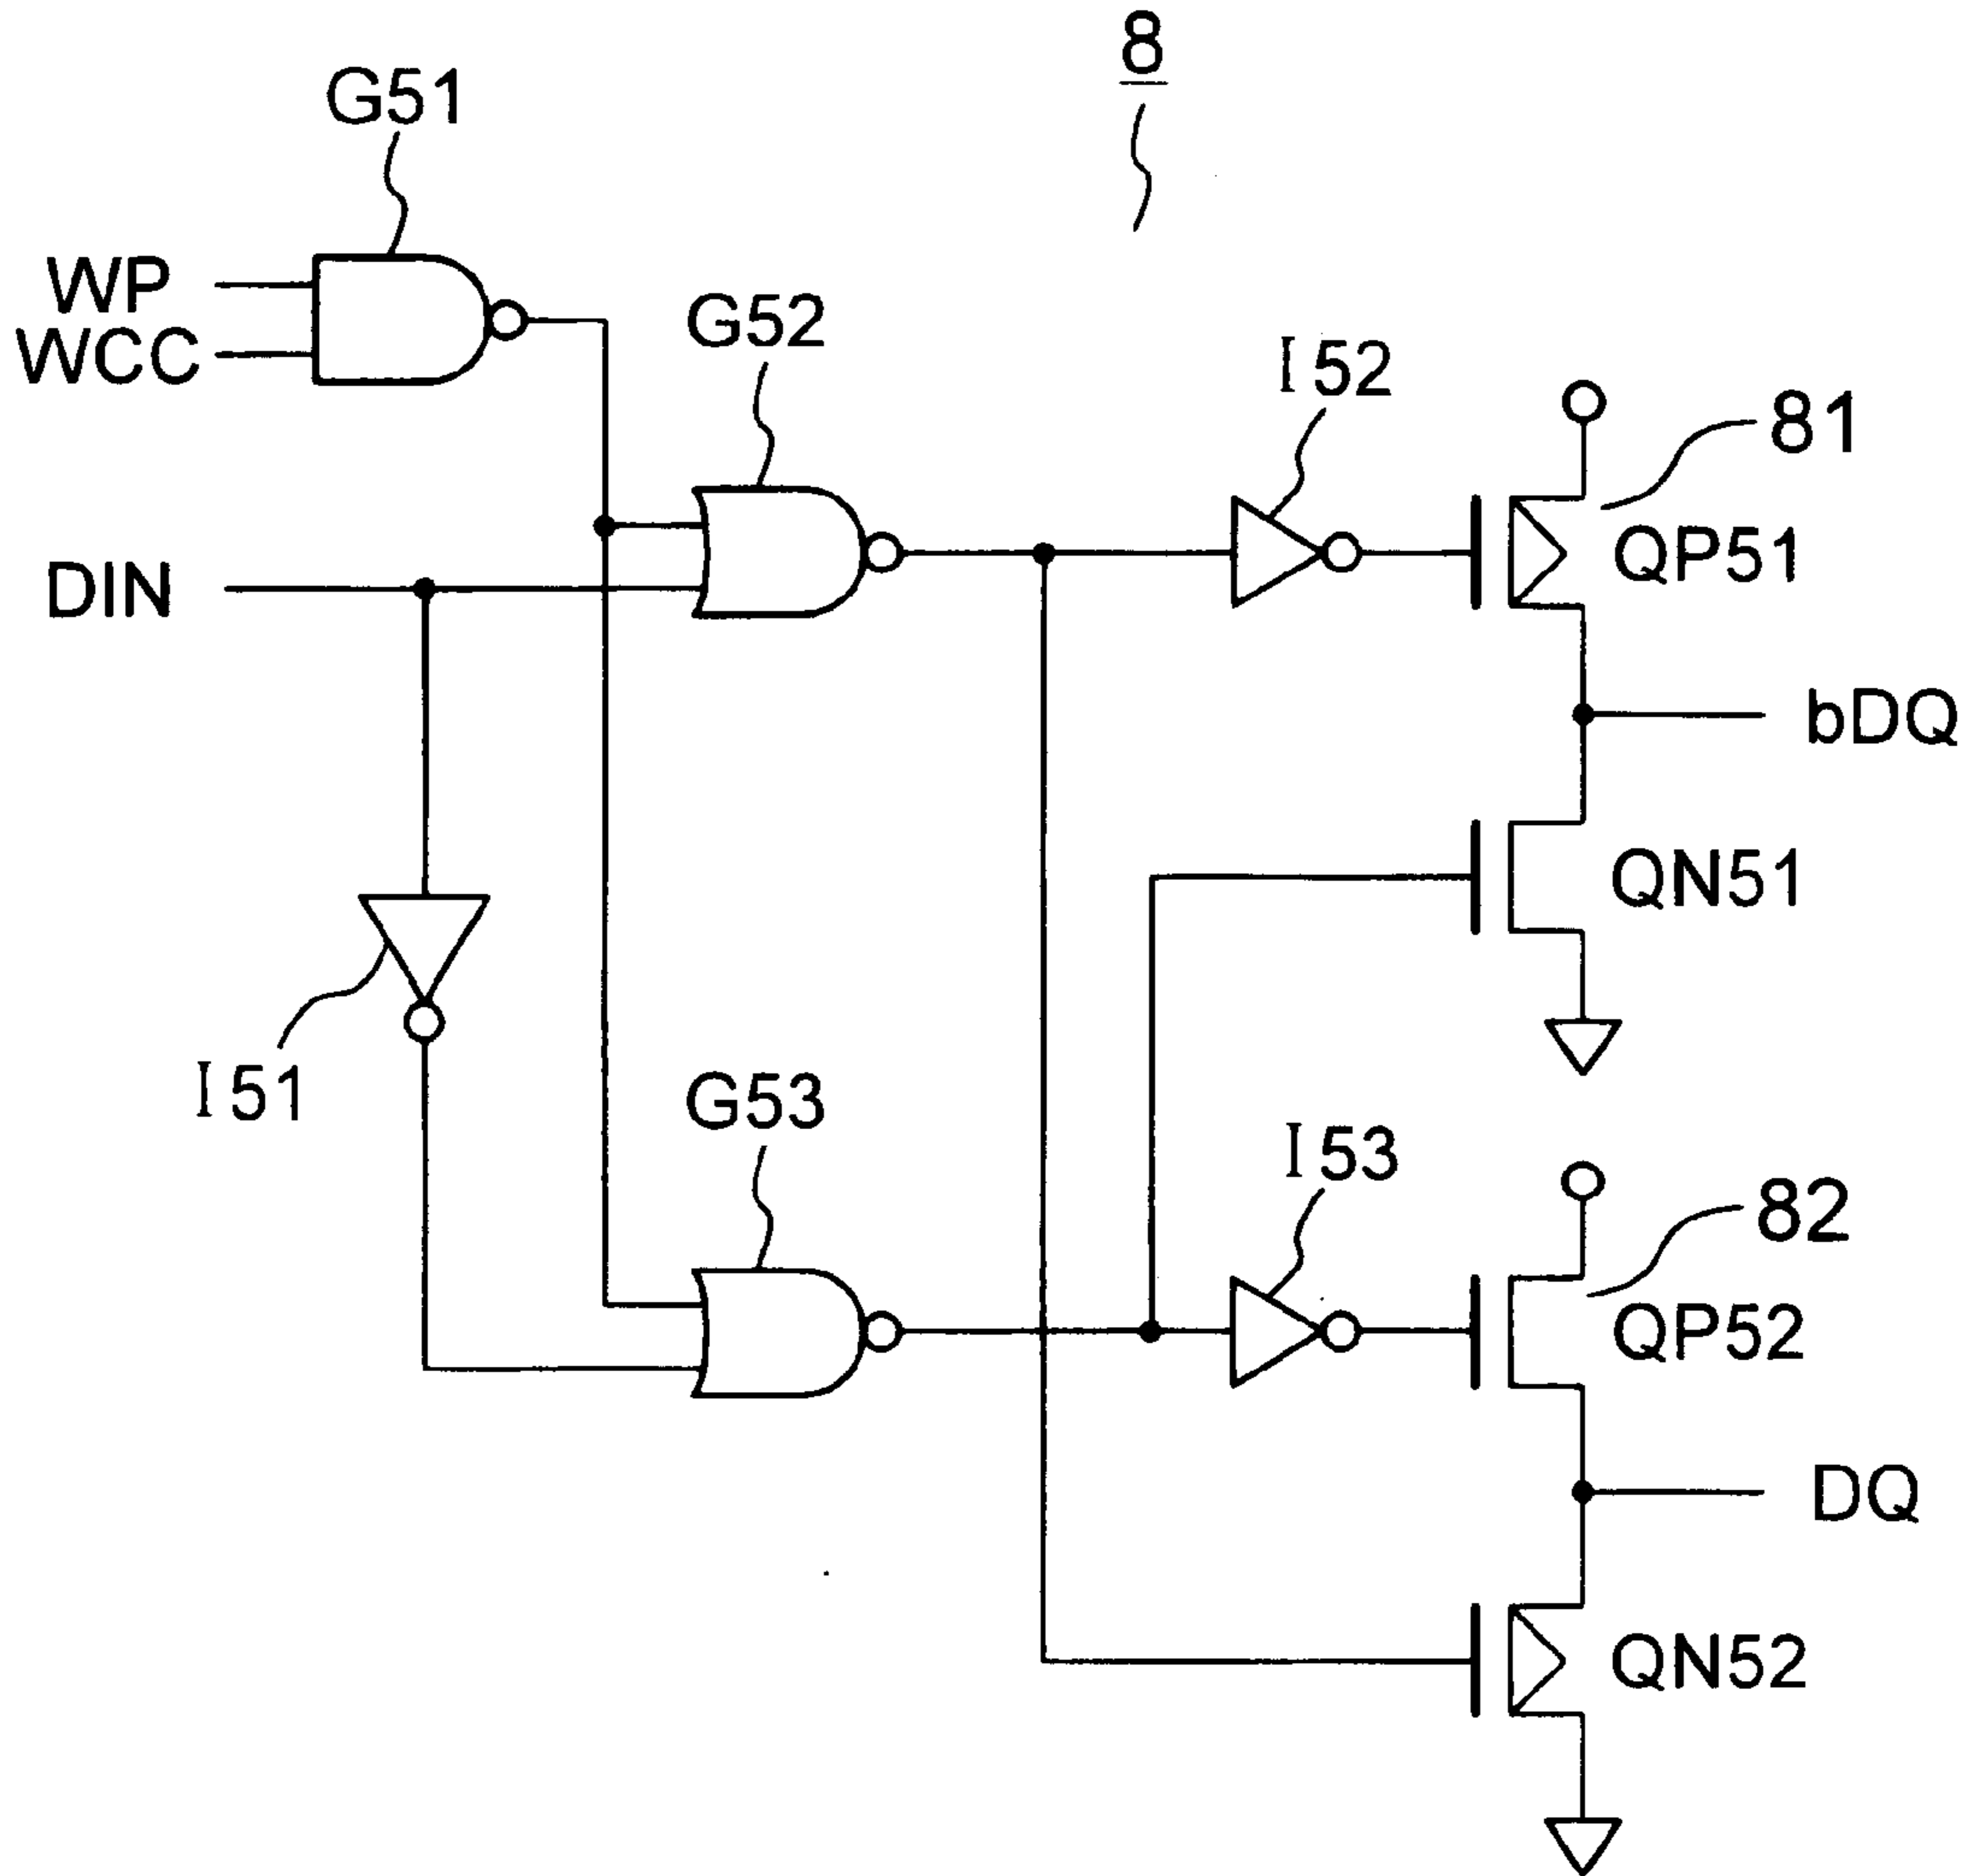 8
G51
WP
WCC
G52
I52
81
QP51
DIN
bDQ
QN51
I51
G53
I53
82
QP52
DQ
QN52